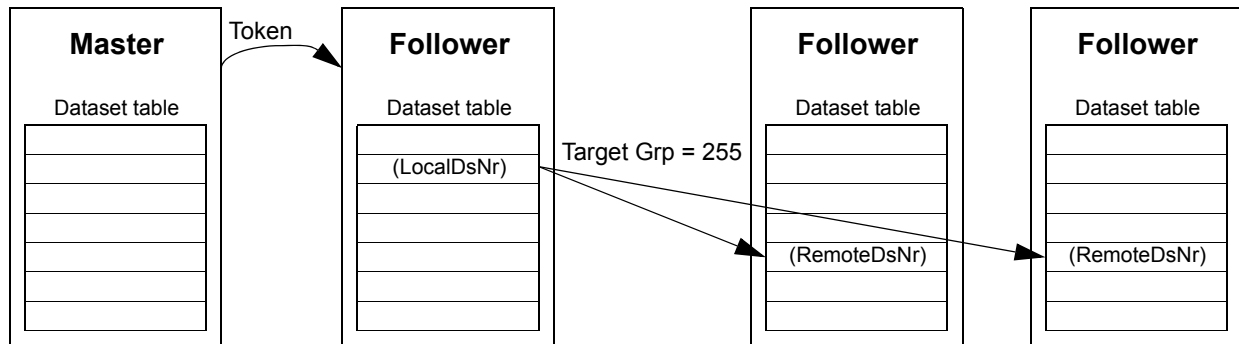 Master
Token
Follower
Follower
Follower
Dataset table
Dataset table
Dataset table
Dataset table
Target Grp = 255
(LocalDsNr)
(RemoteDsNr)
(RemoteDsNr)